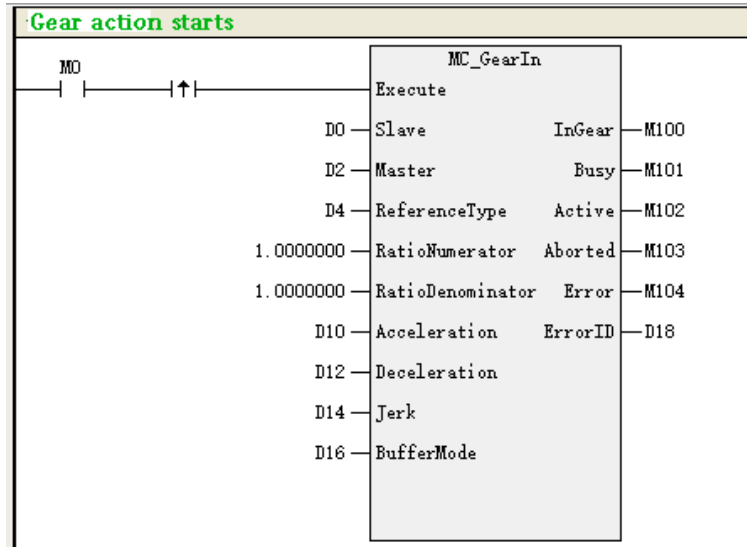 Gear action starts
MC_GearIn
M0
Execute
D0 Slave InGear M100
D2 Master Busy M101
D4 ReferenceType Active M102
1.0000000 RatioNumerator Aborted M103
1.0000000 RatioDenominator Error M104
D10 Acceleration ErrorID D18
D12 Deceleration
D14 Jerk
D16 BufferMode